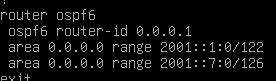 router ospf6
 ospf6 router-id 0.0.0.1
 area 0.0.0.0 range 2001::1:0/122
 area 0.0.0.0 range 2001::7:0/126
exit